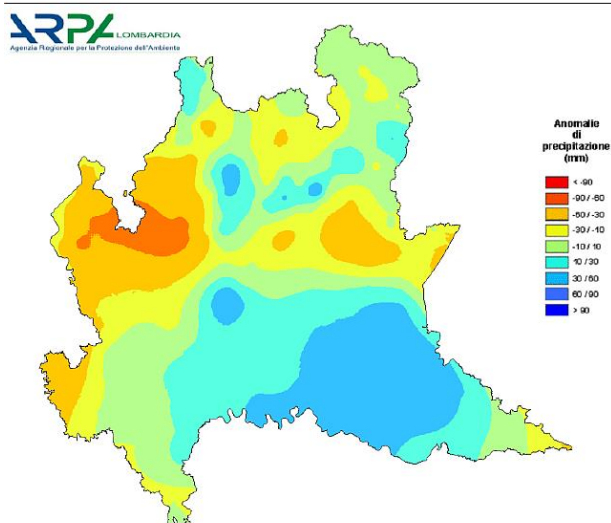 ARPA LOMBARDIA
Agenzia Regionale per la Protezione dell'Ambiente
Anomalie
di
precipitazione
(mm)
< -90
-90 / -60
-60 / -30
-30 / -10
-10 / 10
10 / 30
30 / 60
60 / 90
> 90